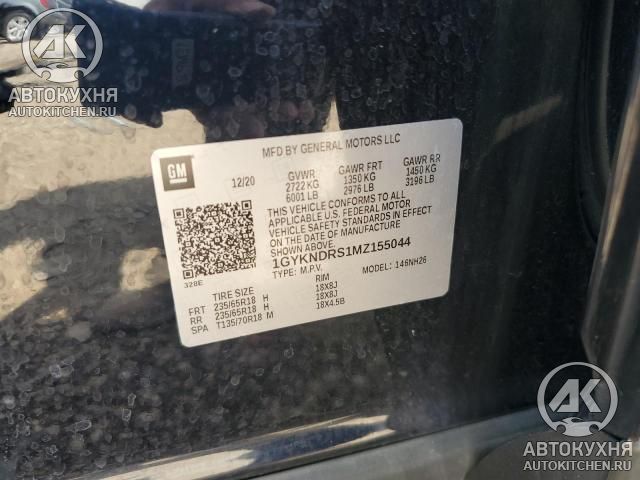 АВТОКУХНЯ
AUTOKITCHEN.RU
MFD BY GENERAL MOTORS LLC
GM
12/20
GVWR GAWR FRT GAWR RR
2722 KG 1350 KG 1450 KG
6001 LB 2976 LB 3196 LB
THIS VEHICLE CONFORMS TO ALL
APPLICABLE U.S. FEDERAL MOTOR
VEHICLE SAFETY STANDARDS IN EFFECT
ON THE DATE OF MANUFACTURE
SHOWN ABOVE.
1GYKNDRS1MZ155044
TYPE: M.P.V. MODEL: 146NH26
328E
TIRE SIZE RIM
FRT 235/65R18 H 18X8J
RR 235/65R18 H 18X8J
SPA T135/70R18 M 18X4.5B
АК
АВТОКУХНЯ
AUTOKITCHEN.RU